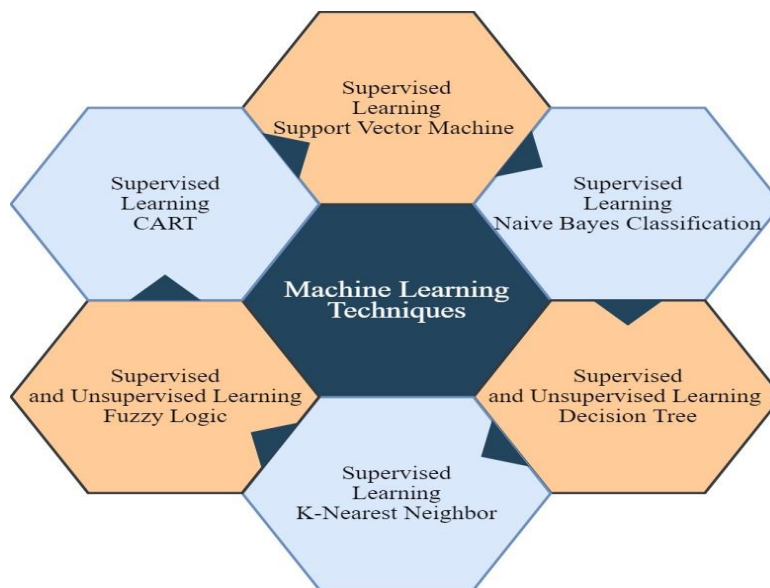 Supervised
Learning
Support Vector Machine
Supervised
Learning
CART
Supervised
Learning
Naive Bayes Classification
Machine Learning
Techniques
Supervised
and Unsupervised Learning
Fuzzy Logic
Supervised
and Unsupervised Learning
Decision Tree
Supervised
Learning
K-Nearest Neighbor